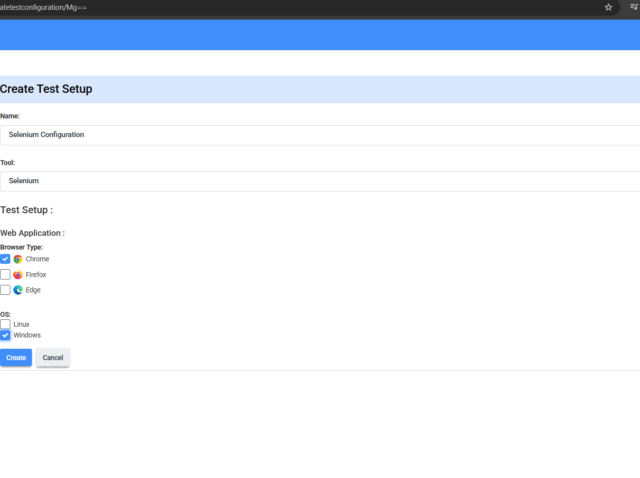 atetestconfiguration/Mg==
Create Test Setup
Name:
Selenium Configuration
Tool:
Selenium
Test Setup :
Web Application :
Browser Type:
Chrome
Firefox
Edge
OS:
Linux
Windows
Create Cancel